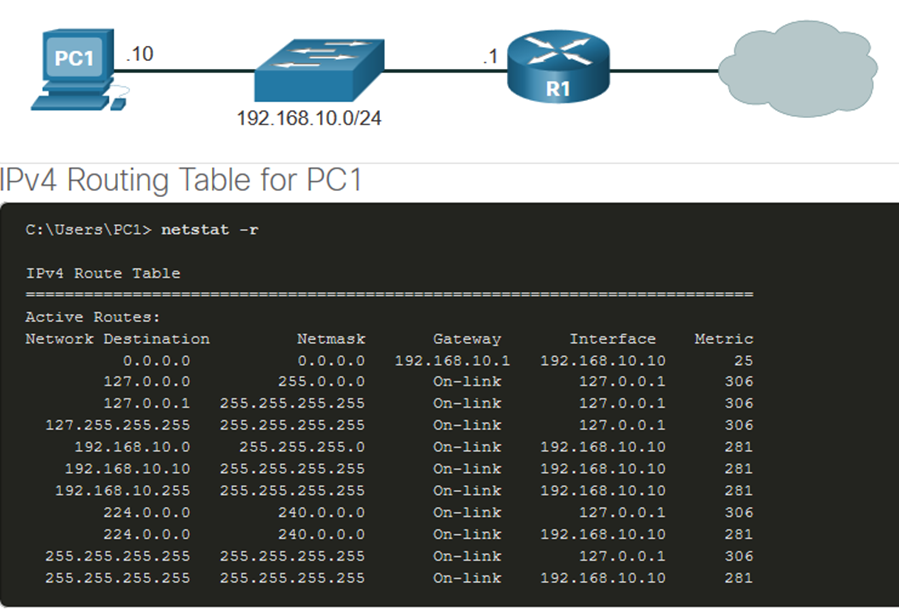 PC1 .10 .1 R1
192.168.10.0/24
IPv4 Routing Table for PC1
C:\Users\PC1> netstat -r
IPv4 Route Table
===========================================================================
Active Routes:
Network Destination Netmask Gateway Interface Metric
0.0.0.0 0.0.0.0 192.168.10.1 192.168.10.10 25
127.0.0.0 255.0.0.0 On-link 127.0.0.1 306
127.0.0.1 255.255.255.255 On-link 127.0.0.1 306
127.255.255.255 255.255.255.255 On-link 127.0.0.1 306
192.168.10.0 255.255.255.0 On-link 192.168.10.10 281
192.168.10.10 255.255.255.255 On-link 192.168.10.10 281
192.168.10.255 255.255.255.255 On-link 192.168.10.10 281
224.0.0.0 240.0.0.0 On-link 127.0.0.1 306
224.0.0.0 240.0.0.0 On-link 192.168.10.10 281
255.255.255.255 255.255.255.255 On-link 127.0.0.1 306
255.255.255.255 255.255.255.255 On-link 192.168.10.10 281